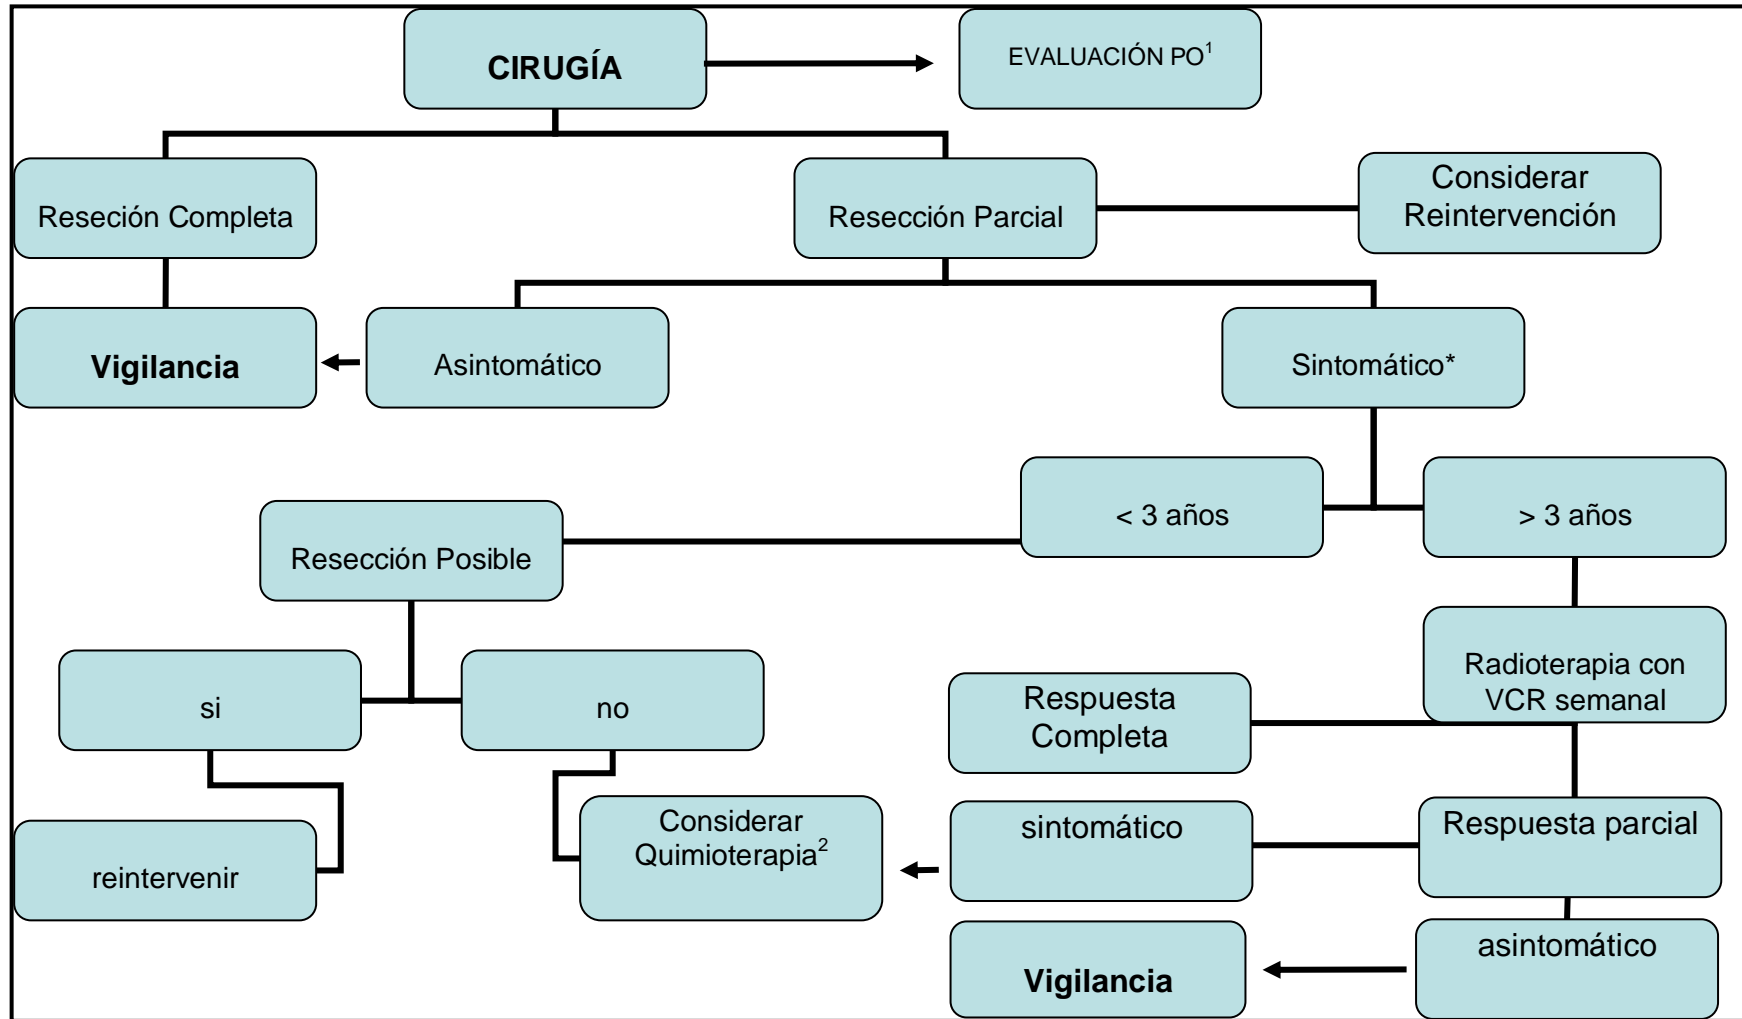 CIRUGÍA
EVALUACIÓN PO¹
Reseción Completa
Resección Parcial
Considerar
Reintervención
Vigilancia
Asintomático
Sintomático*
< 3 años
> 3 años
Resección Posible
Radioterapia con
VCR semanal
si
no
Respuesta
Completa
reintervenir
Considerar
Quimioterapia²
sintomático
Respuesta parcial
Vigilancia
asintomático